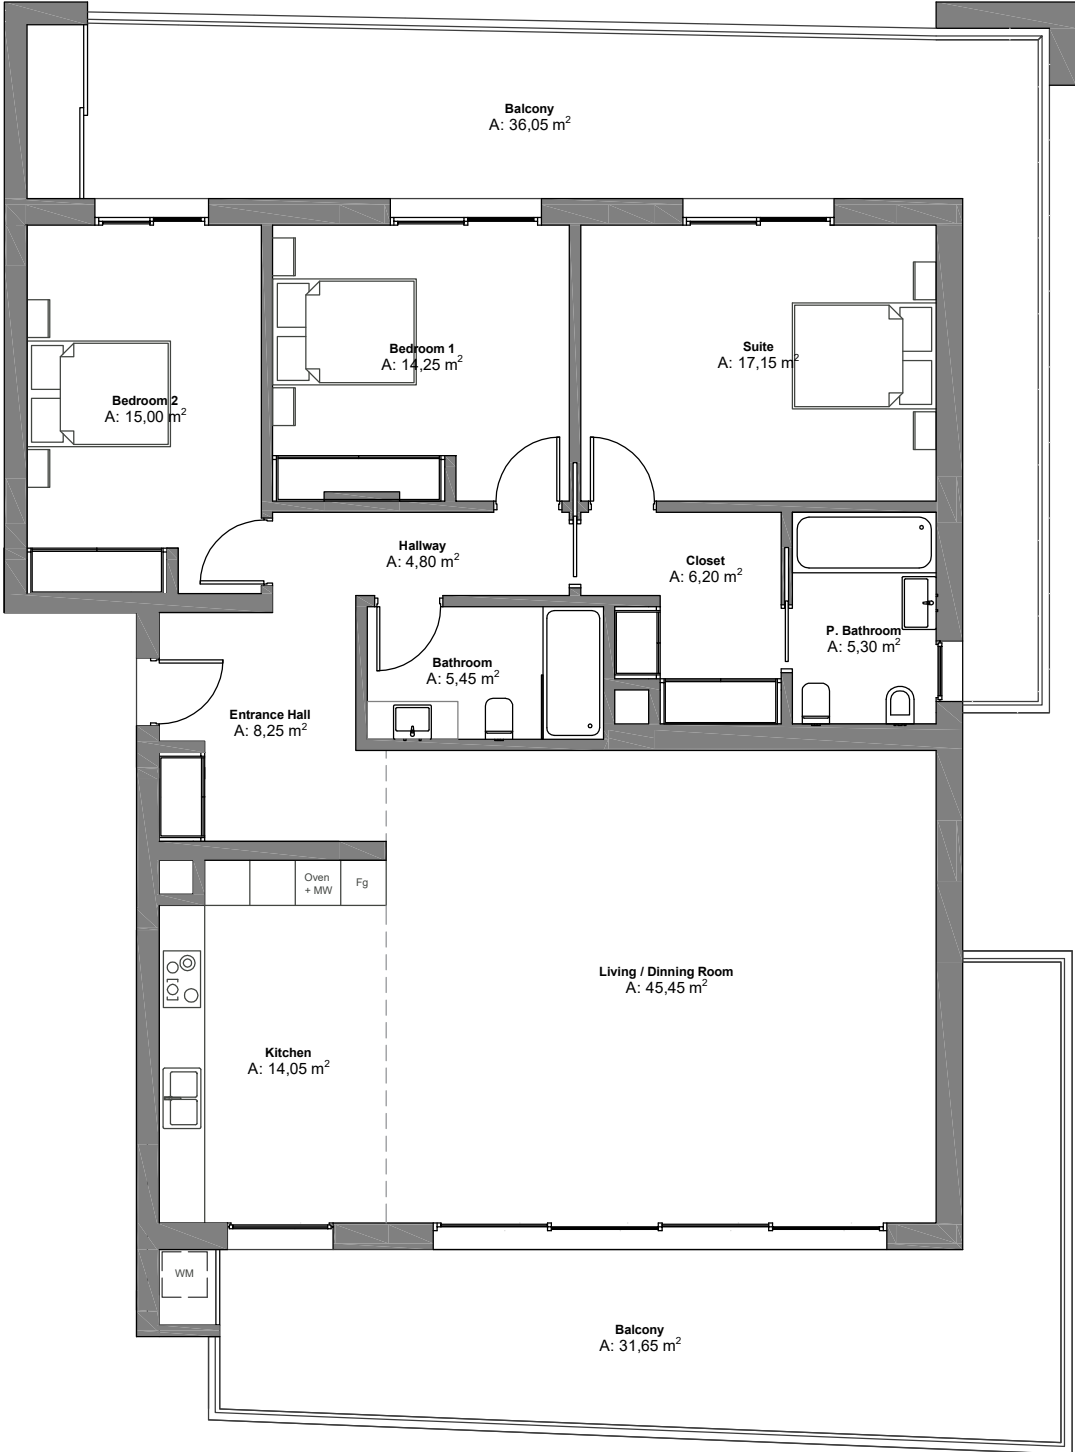 Balcony
A: 36,05 m²
Bedroom 1
A: 14,25 m²
Suite
A: 17,15 m²
Bedroom 2
A: 15,00 m²
Hallway
A: 4,80 m²
Closet
A: 6,20 m²
P. Bathroom
A: 5,30 m²
Bathroom
A: 5,45 m²
Entrance Hall
A: 8,25 m²
Oven
+ MW
Fg
Living / Dinning Room
A: 45,45 m²
Kitchen
A: 14,05 m²
WM
Balcony
A: 31,65 m²